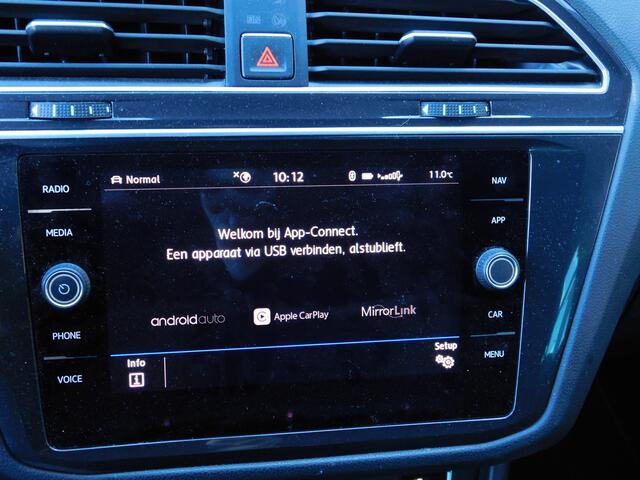 RADIO
MEDIA
PHONE
VOICE
Normal
10:12
11.0°C
Welkom bij App-Connect.
Een apparaat via USB verbinden, alstublieft.
androidauto
Apple CarPlay
MirrorLink
Info
i
Setup
NAV
APP
CAR
MENU